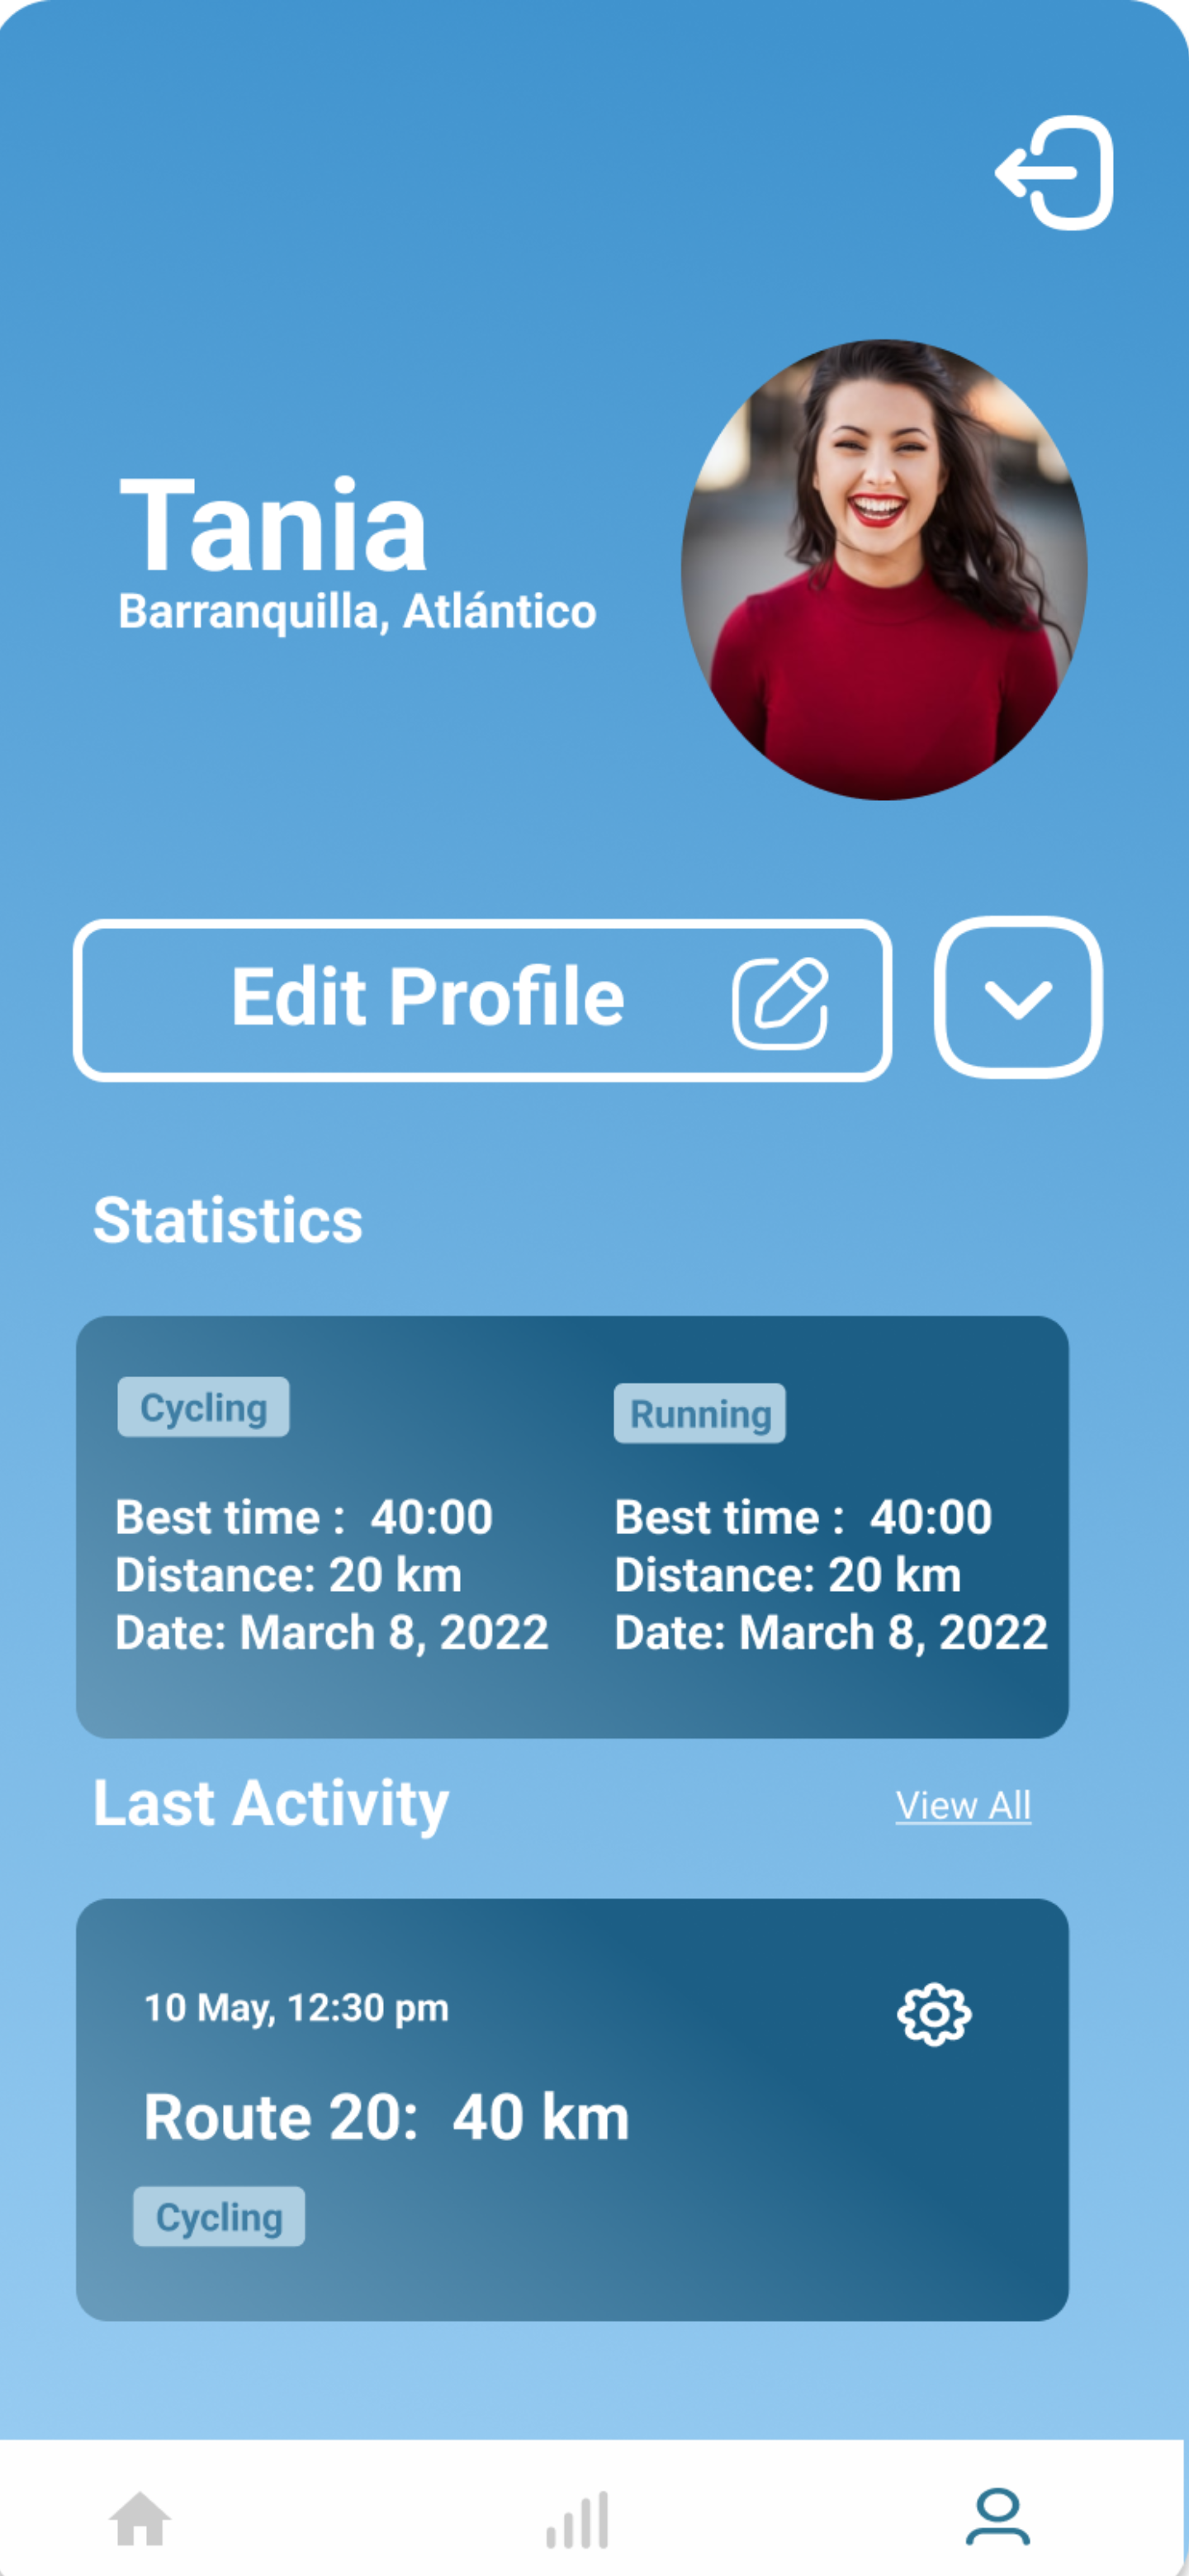 Tania
Barranquilla, Atlántico
Edit Profile
Statistics
Cycling
Best time :  40:00
Distance: 20 km
Date: March 8, 2022
Running
Best time :  40:00
Distance: 20 km
Date: March 8, 2022
Last Activity
View All
10 May, 12:30 pm
Route 20:  40 km
Cycling